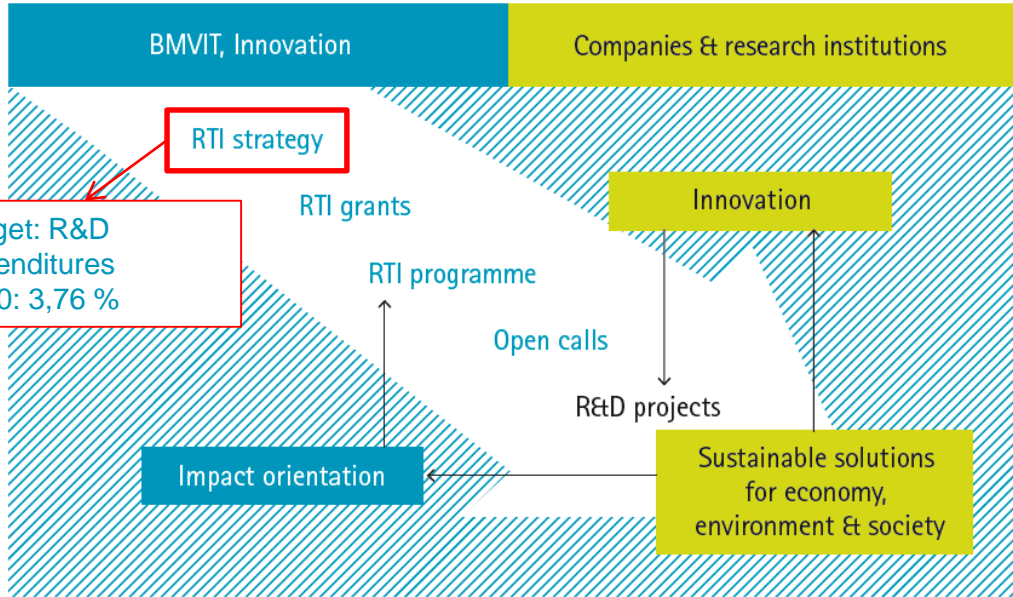 BMVIT, Innovation
Companies & research institutions
RTI strategy
Innovation
RTI grants
get: R&D
enditures
0: 3,76 %
RTI programme
Open calls
R&D projects
Impact orientation
Sustainable solutions
for economy,
environment & society